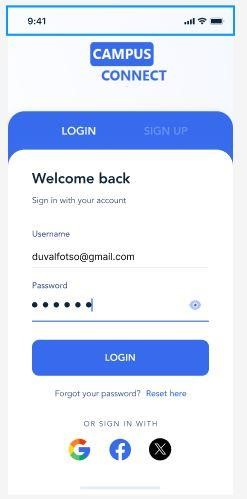 9:41
CAMPUS
CONNECT
LOGIN SIGN UP
Welcome back
Sign in with your account
Username
duvalfotso@gmail.com
Password
LOGIN
Forgot your password? Reset here
OR SIGN IN WITH